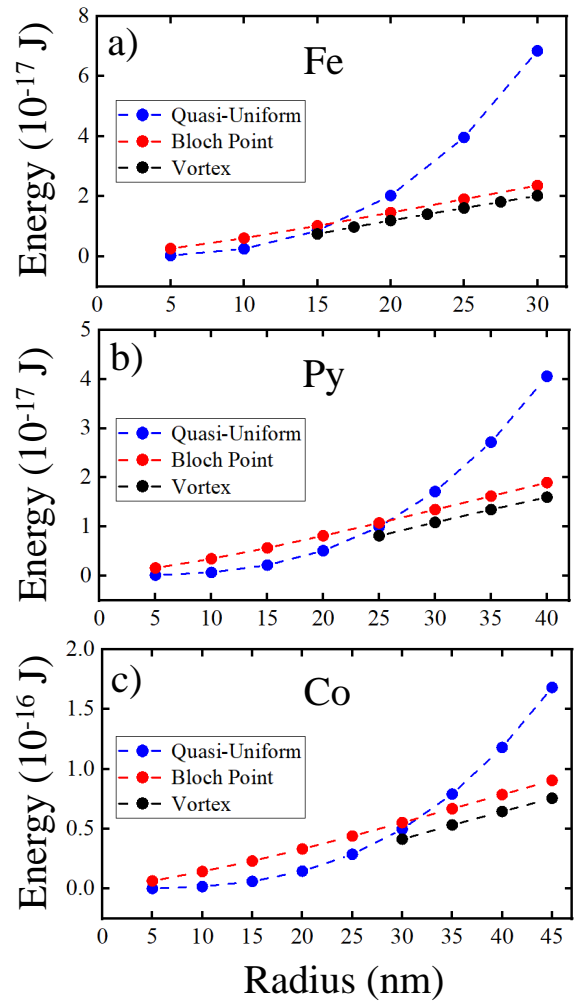 a)
Fe
Energy (10⁻¹⁷ J)
8
6
4
2
0
Quasi-Uniform
Bloch Point
Vortex
0 5 10 15 20 25 30
b)
Py
Energy (10⁻¹⁷ J)
5
4
3
2
1
0
Quasi-Uniform
Bloch Point
Vortex
0 5 10 15 20 25 30 35 40
c)
Co
Energy (10⁻¹⁶ J)
2.0
1.5
1.0
0.5
0.0
Quasi-Uniform
Bloch Point
Vortex
0 5 10 15 20 25 30 35 40 45
Radius (nm)